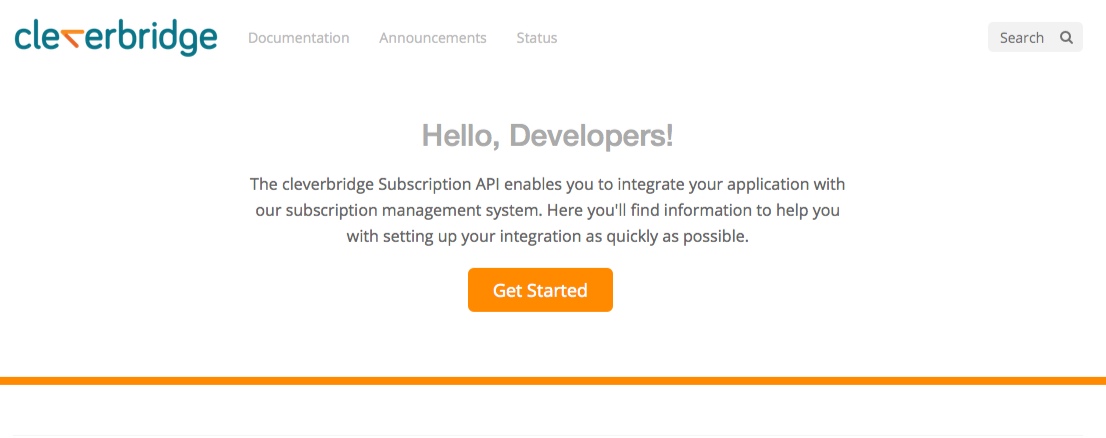 cleverbridge Documentation Announcements Status Search
Hello, Developers!
The cleverbridge Subscription API enables you to integrate your application with
our subscription management system. Here you'll find information to help you
with setting up your integration as quickly as possible.
Get Started